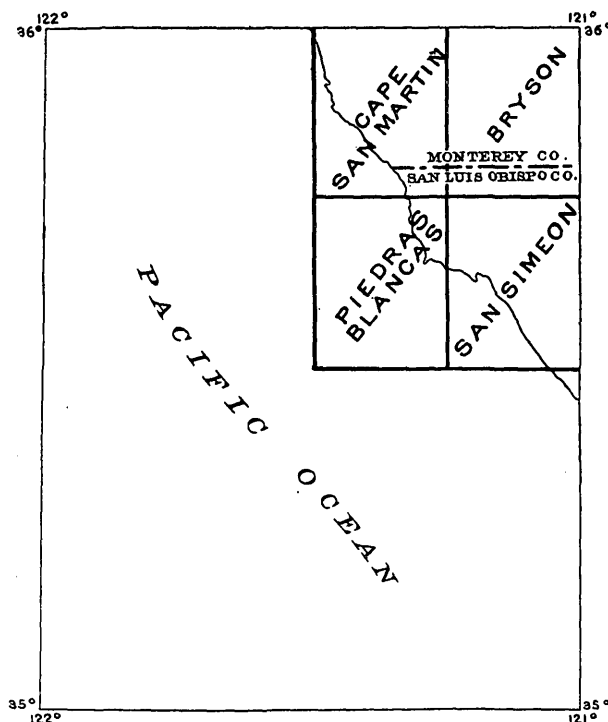 122°
121°
36°
36°
CAPE
SAN MARTIN
BRYSON
MONTEREY CO.
SAN LUIS OBISPO CO.
PIEDRAS
BLANCAS
SAN SIMEON
PACIFIC OCEAN
35°
35°
122°
121°